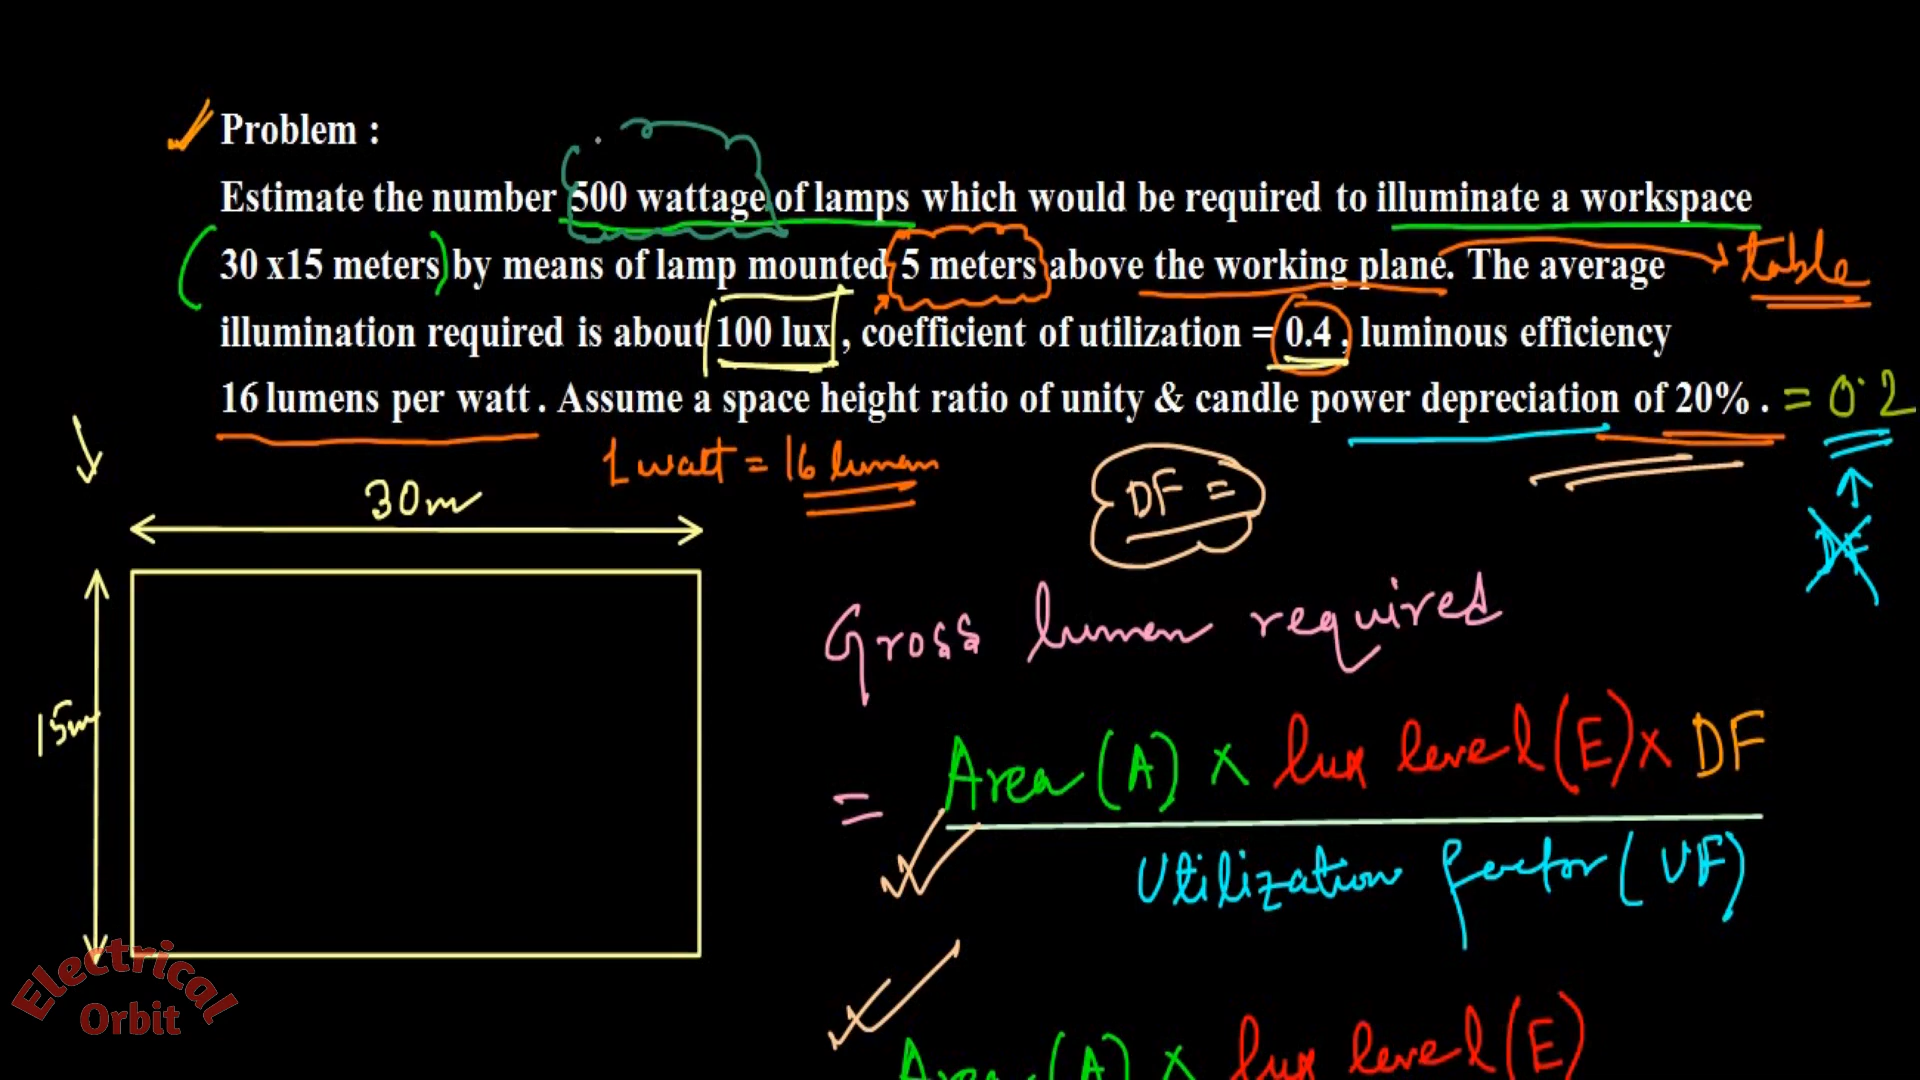 Problem :
Estimate the number 500 wattage of lamps which would be required to illuminate a workspace
30 x15 meters by means of lamp mounted 5 meters above the working plane. The average
table
illumination required is about 100 lux , coefficient of utilization = 0.4 , luminous efficiency
16 lumens per watt . Assume a space height ratio of unity & candle power depreciation of 20% .
= 0.2
1 watt = 16 lumen
DF =
DF
30m
15m
Gross lumen required
= Area (A) x lux level (E) x DF
Utilization factor (UF)
Area (A) x lux level (E)
Electrical
Orbit